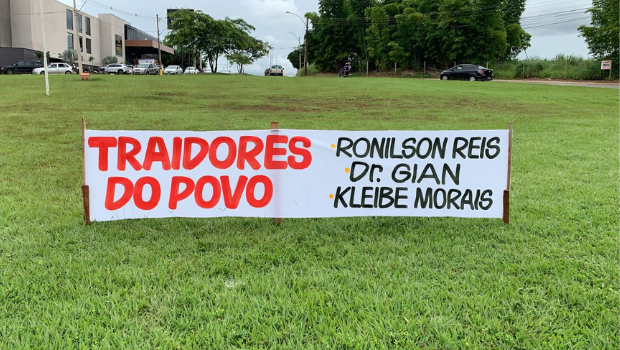 TRAIDORES
DO POVO
·RONILSON REIS
·Dr. GIAN
·KLEIBE MORAIS